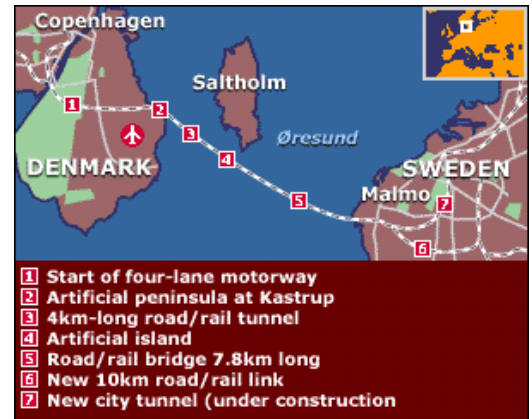 Copenhagen
Saltholm
1
2
3
Øresund
4
DENMARK
SWEDEN
Malmo
5
7
6
1 Start of four-lane motorway
2 Artificial peninsula at Kastrup
3 4km-long road/rail tunnel
4 Artificial island
5 Road/rail bridge 7.8km long
6 New 10km road/rail link
7 New city tunnel (under construction